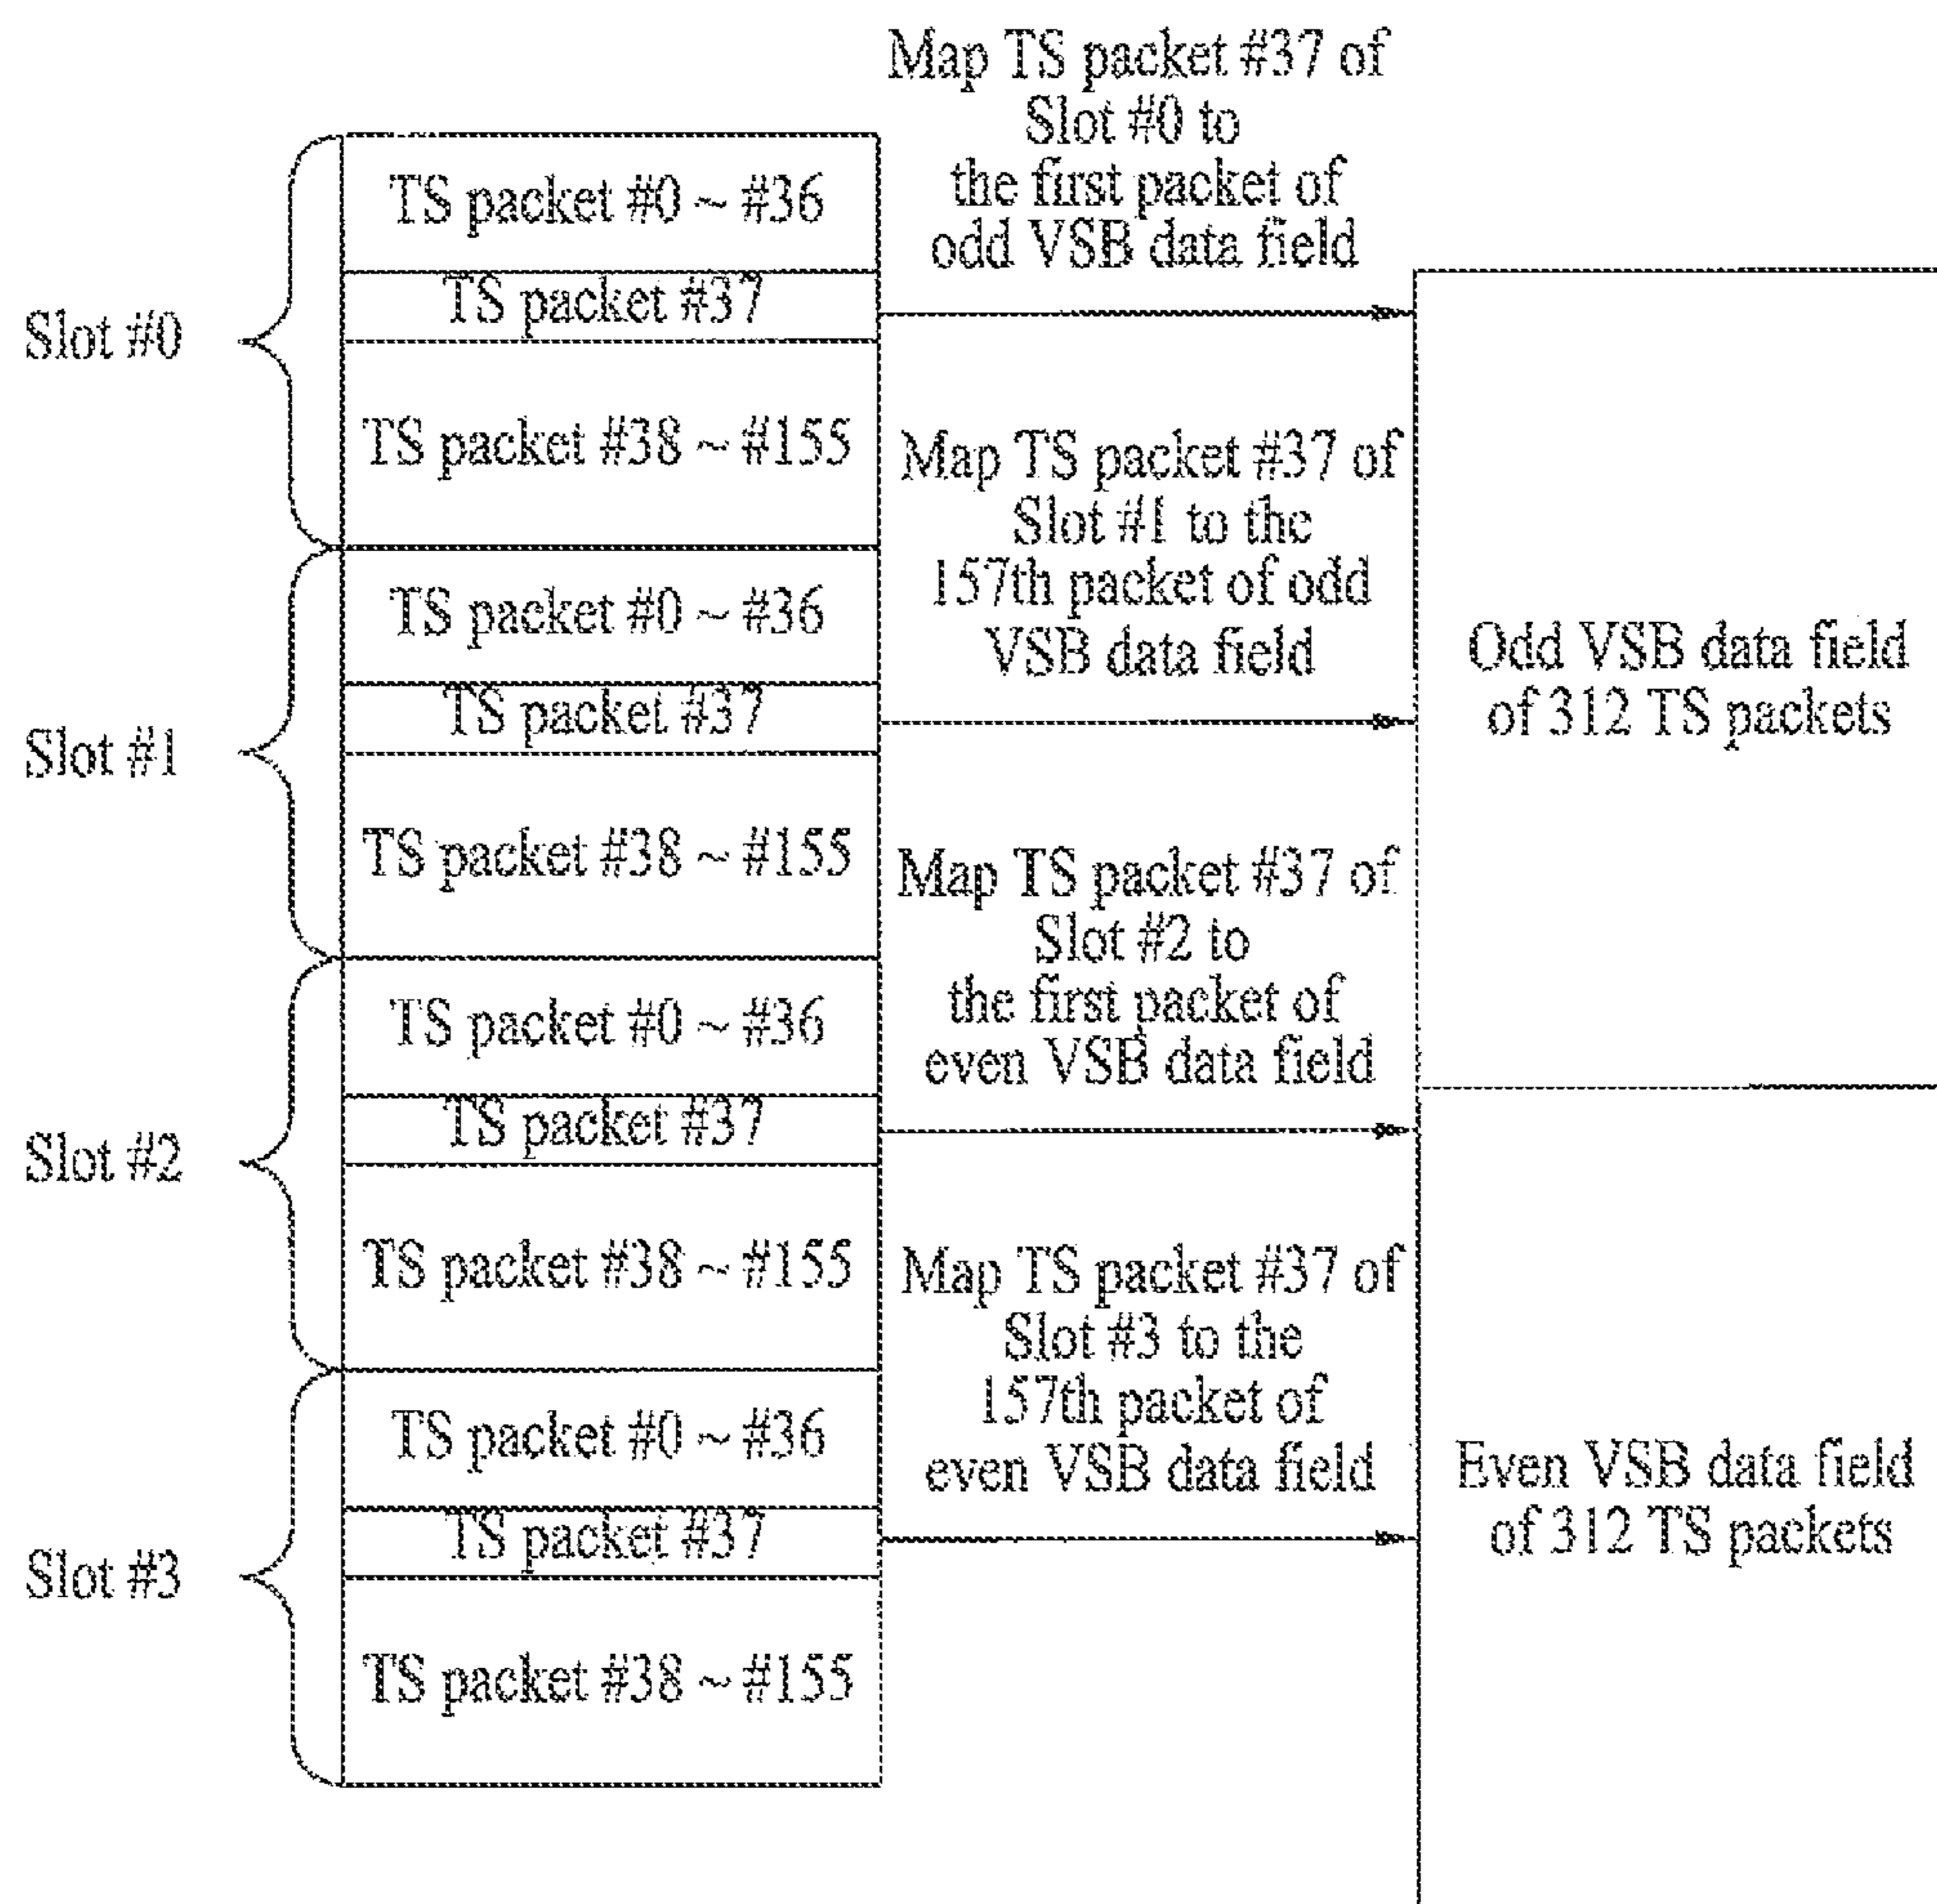 Map TS packet #37 of
Slot #0 to
the first packet of
odd VSB data field
Slot #0
TS packet #0 ~ #36
TS packet #37
TS packet #38 ~ #155
Map TS packet #37 of
Slot #1 to the
157th packet of odd
VSB data field
Slot #1
TS packet #0 ~ #36
TS packet #37
TS packet #38 ~ #155
Odd VSB data field
of 312 TS packets
Map TS packet #37 of
Slot #2 to
the first packet of
even VSB data field
Slot #2
TS packet #0 ~ #36
TS packet #37
TS packet #38 ~ #155
Map TS packet #37 of
Slot #3 to the
157th packet of
even VSB data field
Slot #3
TS packet #0 ~ #36
TS packet #37
TS packet #38 ~ #155
Even VSB data field
of 312 TS packets